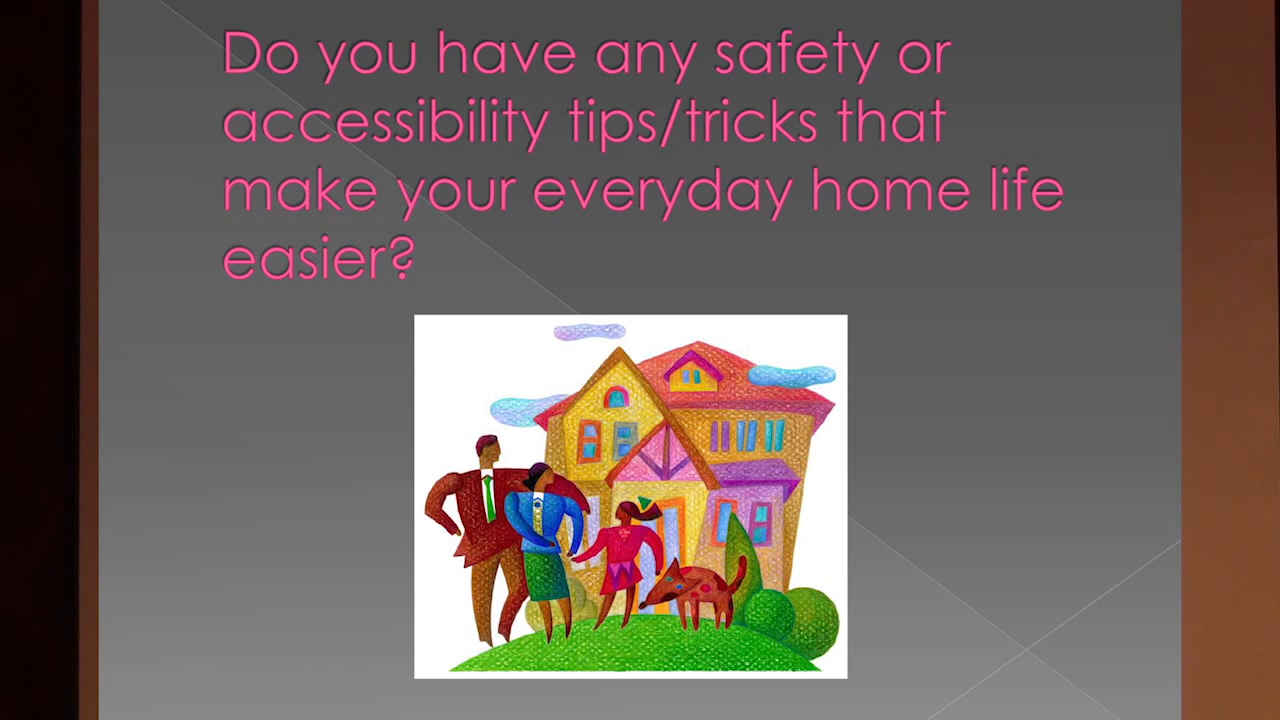 Do you have any safety or
accessibility tips/tricks that
make your everyday home life
easier?